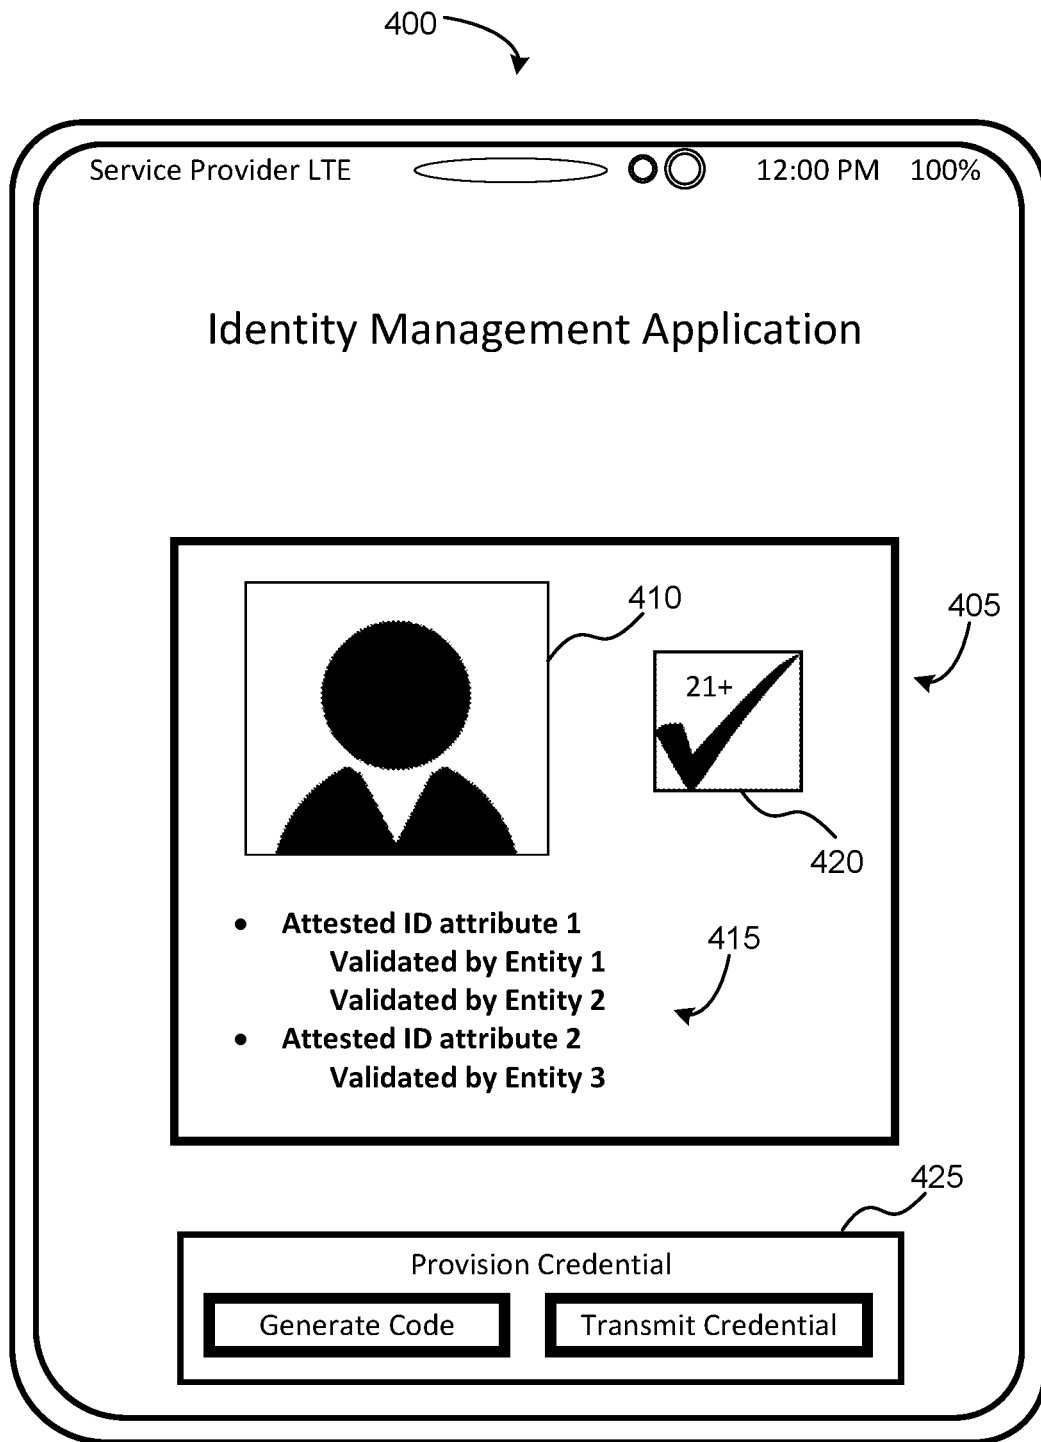 400
Service Provider LTE 12:00 PM 100%
Identity Management Application
410
405
21+
420
• Attested ID attribute 1
Validated by Entity 1
415
Validated by Entity 2
• Attested ID attribute 2
Validated by Entity 3
425
Provision Credential
Generate Code Transmit Credential